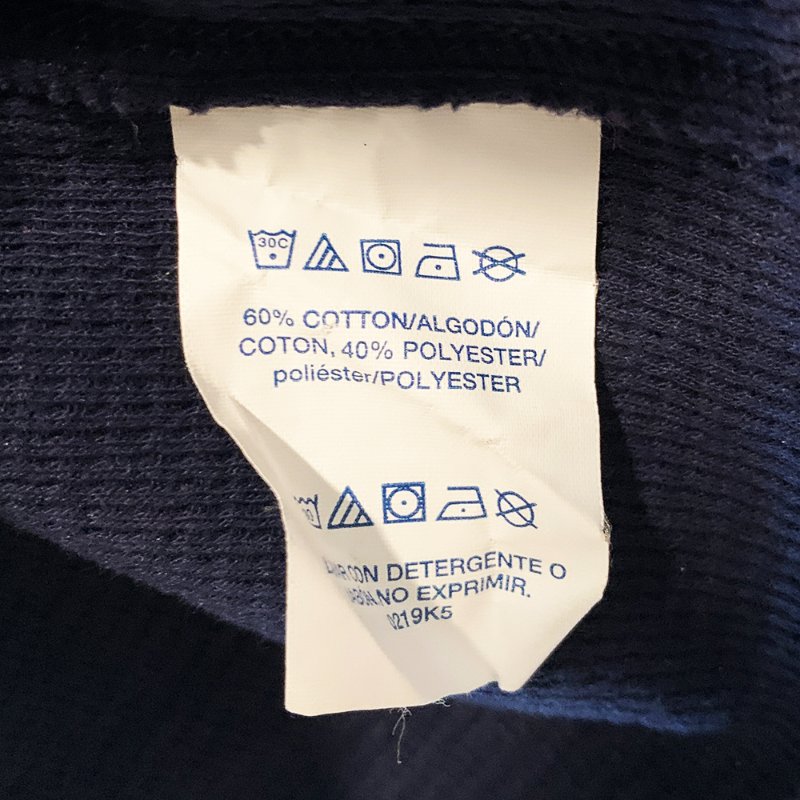 30C
60% COTTON/ALGODÓN/
COTON, 40% POLYESTER/
poliéster/POLYESTER
CON DETERGENTE O
NO EXPRIMIR.
0219K5